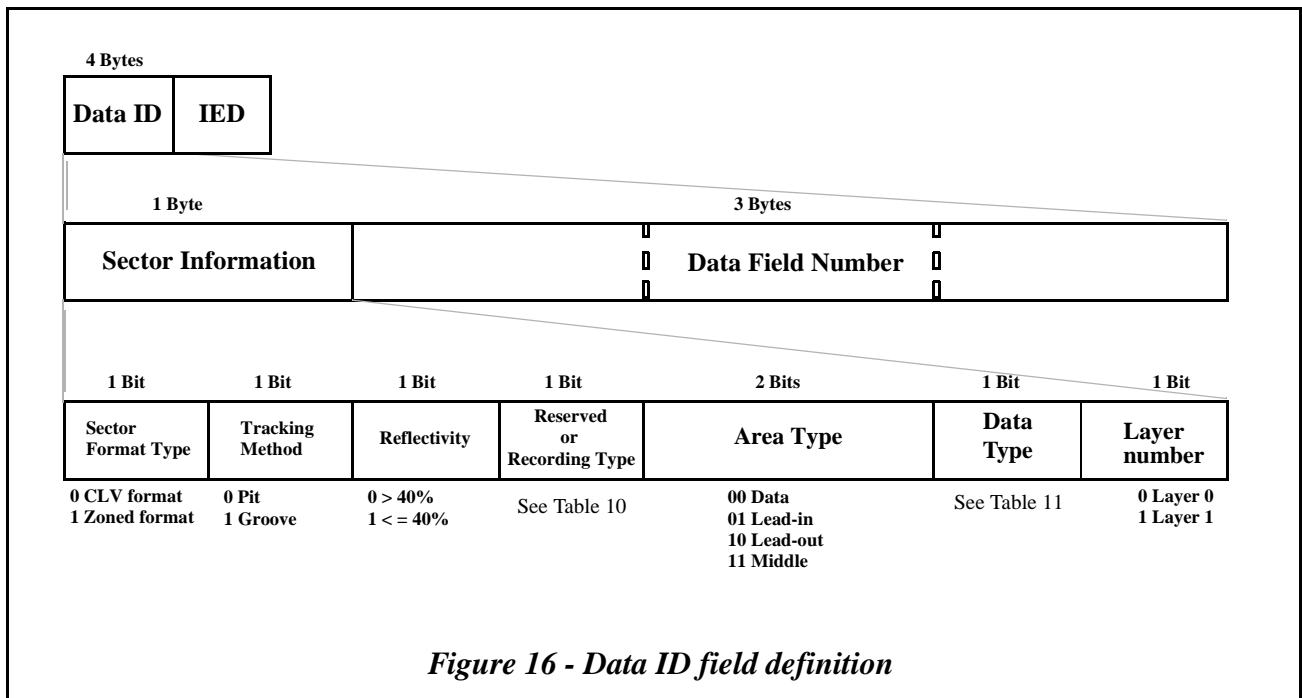 4 Bytes
Data ID IED
1 Byte 3 Bytes
Sector Information Data Field Number
1 Bit 1 Bit 1 Bit 1 Bit 2 Bits 1 Bit 1 Bit
Sector
Format Type
Tracking
Method
Reflectivity
Reserved
or
Recording Type
Area Type
Data
Type
Layer
number
0 CLV format
1 Zoned format
0 Pit
1 Groove
0 > 40%
1 < = 40%
See Table 10
00 Data
01 Lead-in
10 Lead-out
11 Middle
See Table 11
0 Layer 0
1 Layer 1
Figure 16 - Data ID field definition